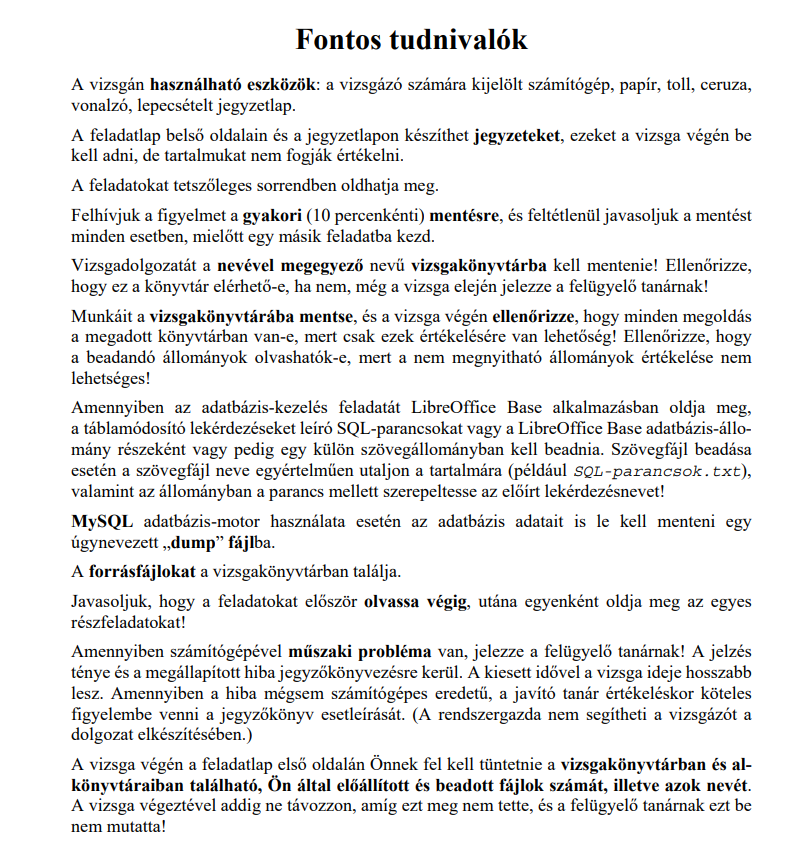 Fontos tudnivalók
A vizsgán használható eszközök: a vizsgázó számára kijelölt számítógép, papír, toll, ceruza,
vonalzó, lepecsételt jegyzetlap.
A feladatlap belső oldalain és a jegyzetlapon készíthet jegyzeteket, ezeket a vizsga végén be
kell adni, de tartalmukat nem fogják értékelni.
A feladatokat tetszőleges sorrendben oldhatja meg.
Felhívjuk a figyelmet a gyakori (10 percenkénti) mentésre, és feltétlenül javasoljuk a mentést
minden esetben, mielőtt egy másik feladatba kezd.
Vizsgadolgozatát a nevével megegyező nevű vizsgakönyvtárba kell mentenie! Ellenőrizze,
hogy ez a könyvtár elérhető-e, ha nem, még a vizsga elején jelezze a felügyelő tanárnak!
Munkáit a vizsgakönyvtárába mentse, és a vizsga végén ellenőrizze, hogy minden megoldás
a megadott könyvtárban van-e, mert csak ezek értékelésére van lehetőség! Ellenőrizze, hogy
a beadandó állományok olvashatók-e, mert a nem megnyitható állományok értékelése nem
lehetséges!
Amennyiben az adatbázis-kezelés feladatát LibreOffice Base alkalmazásban oldja meg,
a táblamódosító lekérdezéseket leíró SQL-parancsokat vagy a LibreOffice Base adatbázis-állo-
mány részeként vagy pedig egy külön szövegállományban kell beadnia. Szövegfájl beadása
esetén a szövegfájl neve egyértelműen utaljon a tartalmára (például SQL-parancsok.txt),
valamint az állományban a parancs mellett szerepeltesse az előírt lekérdezésnevet!
MySQL adatbázis-motor használata esetén az adatbázis adatait is le kell menteni egy
úgynevezett „dump” fájlba.
A forrásfájlokat a vizsgakönyvtárban találja.
Javasoljuk, hogy a feladatokat először olvassa végig, utána egyenként oldja meg az egyes
részfeladatokat!
Amennyiben számítógépével műszaki probléma van, jelezze a felügyelő tanárnak! A jelzés
ténye és a megállapított hiba jegyzőkönyvezésre kerül. A kiesett idővel a vizsga ideje hosszabb
lesz. Amennyiben a hiba mégsem számítógépes eredetű, a javító tanár értékeléskor köteles
figyelembe venni a jegyzőkönyv esetleírását. (A rendszergazda nem segítheti a vizsgázót a
dolgozat elkészítésében.)
A vizsga végén a feladatlap első oldalán Önnek fel kell tüntetnie a vizsgakönyvtárban és al-
könyvtáraiban található, Ön által előállított és beadott fájlok számát, illetve azok nevét.
A vizsga végeztével addig ne távozzon, amíg ezt meg nem tette, és a felügyelő tanárnak ezt be
nem mutatta!